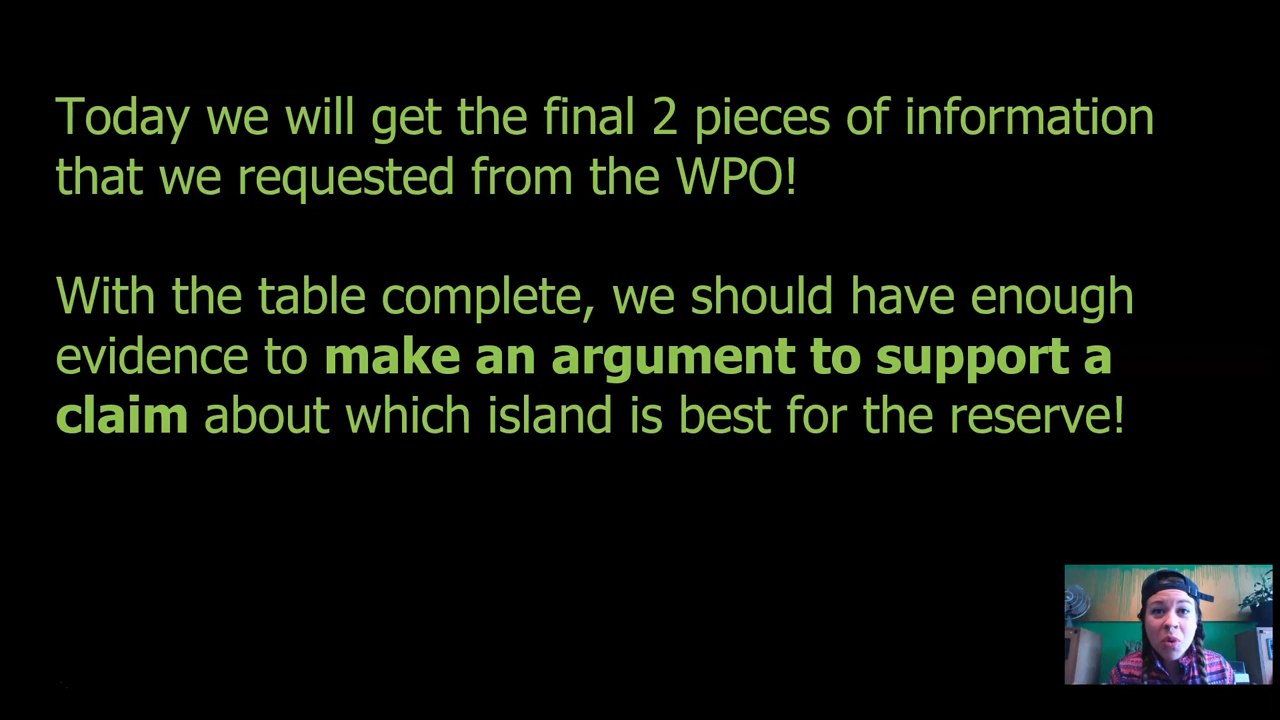 Today we will get the final 2 pieces of information
that we requested from the WPO!
With the table complete, we should have enough
evidence to make an argument to support a
claim about which island is best for the reserve!